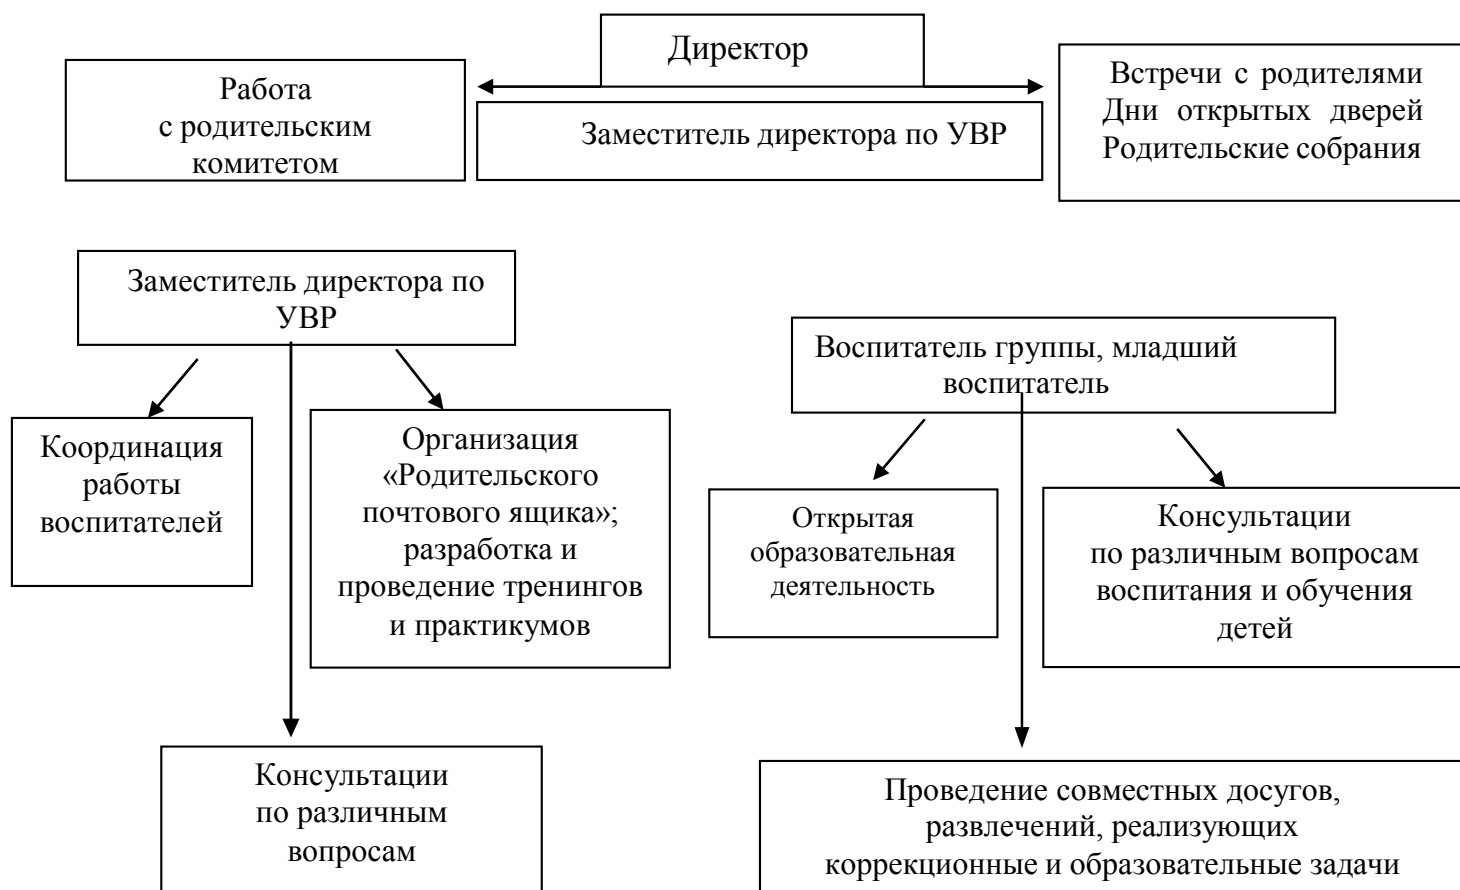 Директор
Работа
с родительским
комитетом
Заместитель директора по УВР
Встречи с родителями
Дни открытых дверей
Родительские собрания
Заместитель директора по
УВР
Воспитатель группы, младший
воспитатель
Координация
работы
воспитателей
Организация
«Родительского
почтового ящика»;
разработка и
проведение тренингов
и практикумов
Открытая
образовательная
деятельность
Консультации
по различным вопросам
воспитания и обучения
детей
Консультации
по различным
вопросам
Проведение совместных досугов,
развлечений, реализующих
коррекционные и образовательные задачи